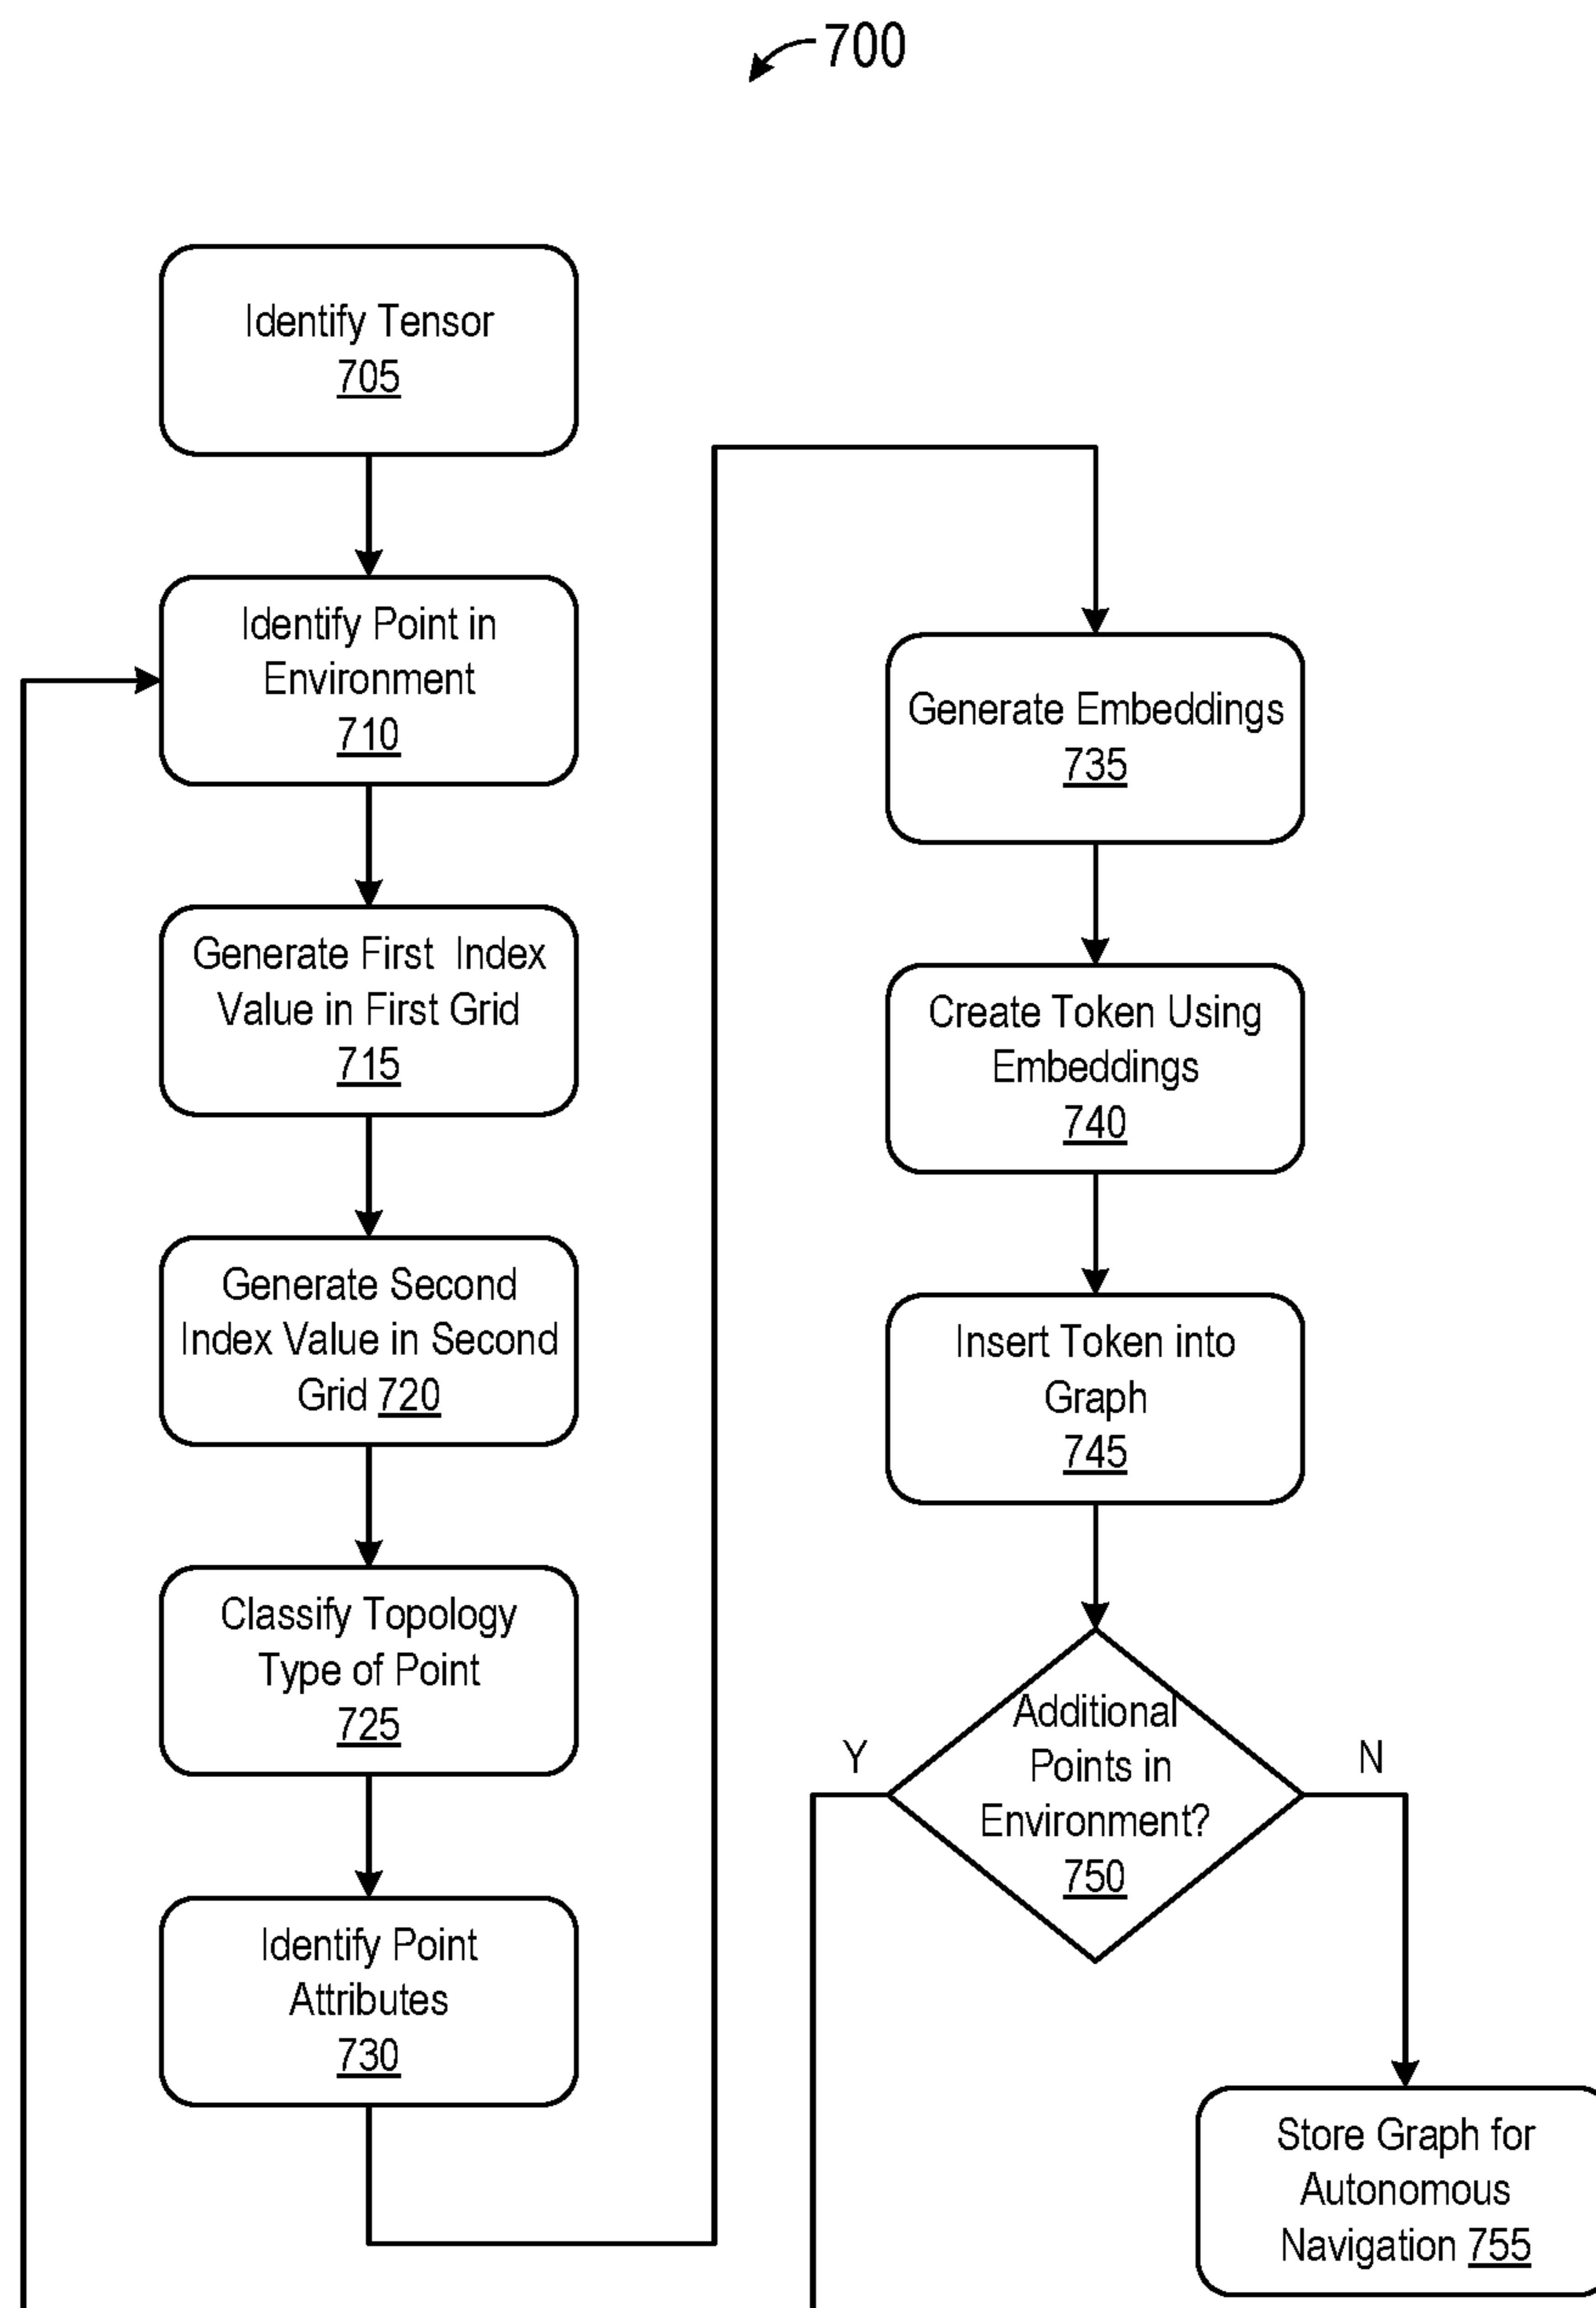 700
Identify Tensor
705
Identify Point in
Environment
710
Generate First Index
Value in First Grid
715
Generate Second
Index Value in Second
Grid 720
Classify Topology
Type of Point
725
Identify Point
Attributes
730
Generate Embeddings
735
Create Token Using
Embeddings
740
Insert Token into
Graph
745
Additional
Points in
Environment?
750
Y
N
Store Graph for
Autonomous
Navigation 755